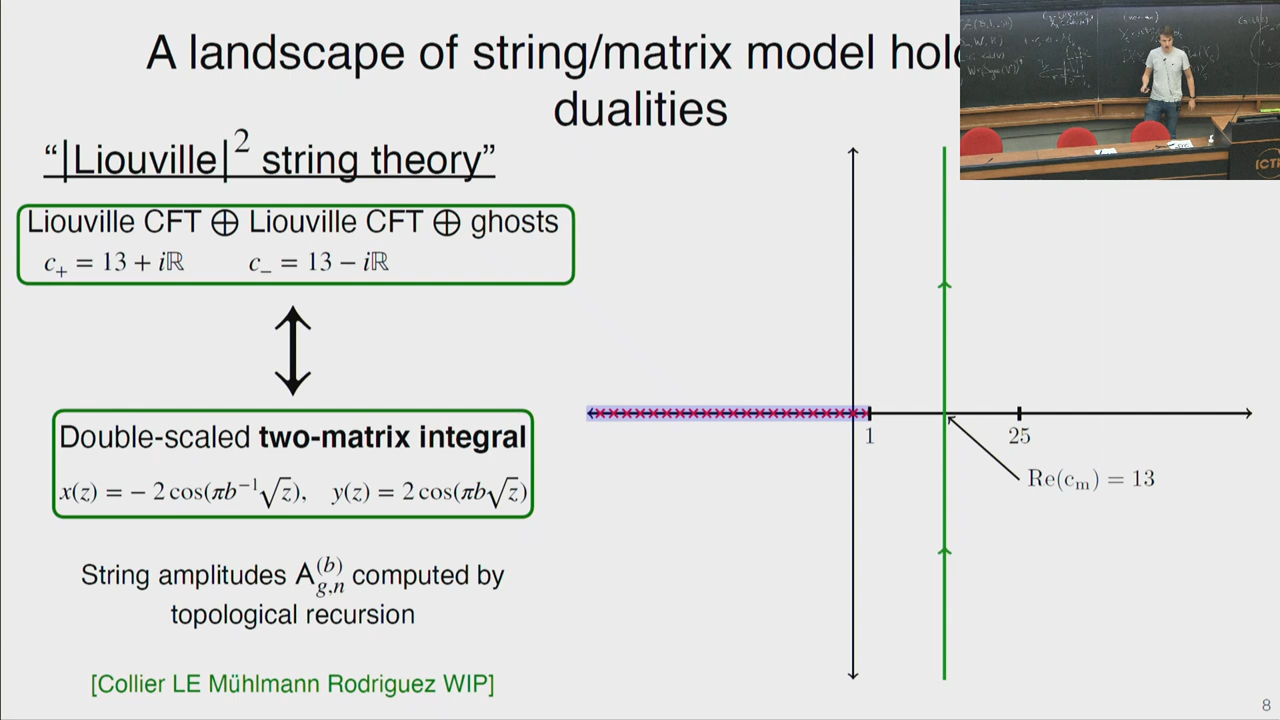 A landscape of string/matrix model
dualities
“|Liouville|² string theory”
Liouville CFT ⊕ Liouville CFT ⊕ ghosts
c₊ = 13 + iℝ c₋ = 13 − iℝ
Double-scaled two-matrix integral
x(z) = − 2 cos(πb⁻¹√z), y(z) = 2 cos(πb√z)
String amplitudes A_{g,n}^{(b)} computed by
topological recursion
[Collier LE Mühlmann Rodriguez WIP]
1
25
Re(c_m) = 13
8